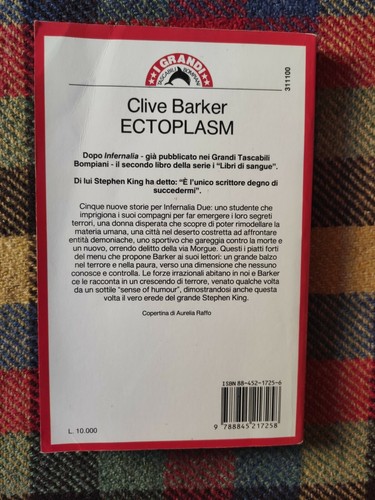 I GRANDI
TASCABILI BOMPIANI
311100
Clive Barker
ECTOPLASM
Dopo Infernalia - già pubblicato nei Grandi Tascabili
Bompiani - il secondo libro della serie i “Libri di sangue”.
Di lui Stephen King ha detto: “È l’unico scrittore degno di
succedermi”.
Cinque nuove storie per Infernalia Due: uno studente che
imprigiona i suoi compagni per far emergere i loro segreti
terrori, una donna disperata che scopre di poter rimodellare la
materia umana, una città nel deserto costretta ad affrontare
entità demoniache, uno sportivo che gareggia contro la morte e
un nuovo, orrendo delitto della via Morgue. Questi i piatti forti
del menu che propone Barker ai suoi lettori: un grande balzo
nel terrore e nella paura, verso una dimensione che nessuno
conosce e controlla. Le forze irrazionali abitano in noi e Barker
ce le racconta in un crescendo di terrore, venato qualche volta
da un sottile “sense of humour”, dimostrandosi anche questa
volta il vero erede del grande Stephen King.
Copertina di Aurelia Raffo
ISBN 88-452-1725-6
9 788845 217258
L. 10.000